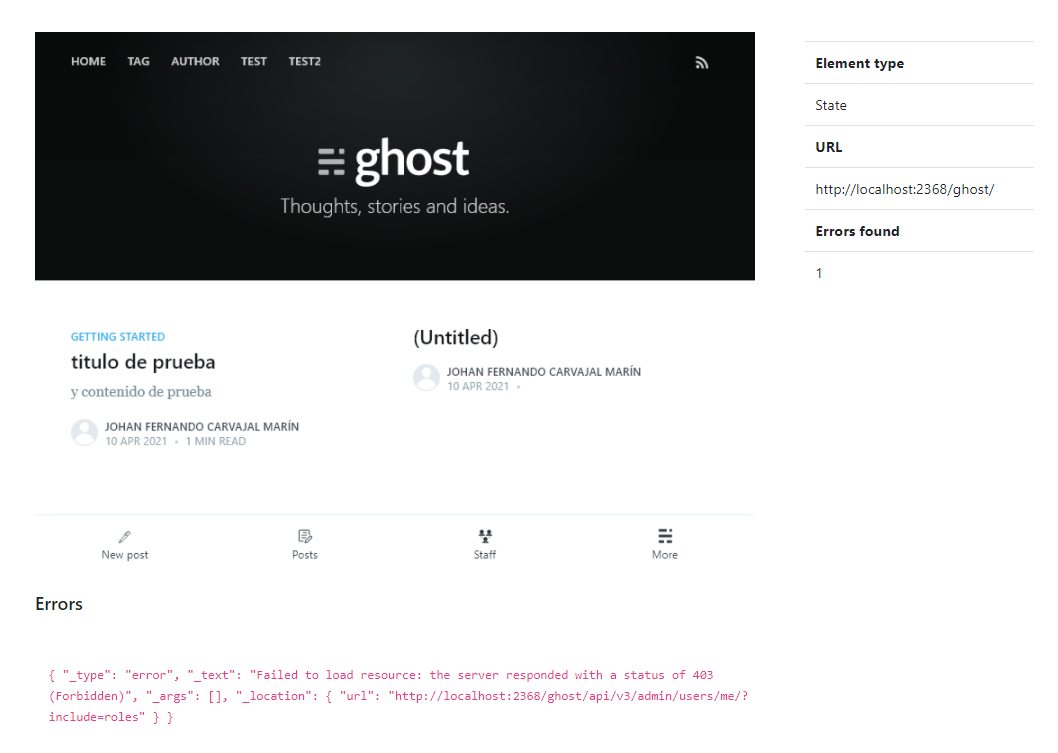 HOME TAG AUTHOR TEST TEST2
ghost
Thoughts, stories and ideas.
GETTING STARTED
titulo de prueba
y contenido de prueba
JOHAN FERNANDO CARVAJAL MARÍN
10 APR 2021 • 1 MIN READ
(Untitled)
JOHAN FERNANDO CARVAJAL MARÍN
10 APR 2021 •
New post Posts Staff More
Element type
State
URL
http://localhost:2368/ghost/
Errors found
1
Errors
{ "_type": "error", "_text": "Failed to load resource: the server responded with a status of 403
(Forbidden)", "_args": [], "_location": { "url": "http://localhost:2368/ghost/api/v3/admin/users/me/?
include=roles" } }